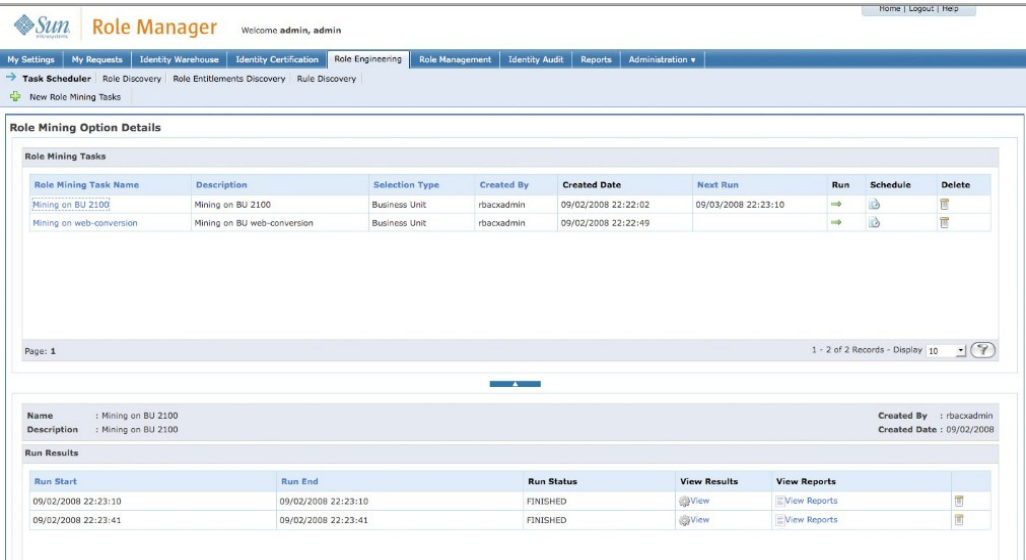 Home | Logout | Help
Sun
microsystems
Role Manager
Welcome admin, admin
My Settings My Requests Identity Warehouse Identity Certification Role Engineering Role Management Identity Audit Reports Administration
Task Scheduler Role Discovery Role Entitlements Discovery Rule Discovery
New Role Mining Tasks
Role Mining Option Details
Role Mining Tasks
Role Mining Task Name Description Selection Type Created By Created Date Next Run Run Schedule Delete
Mining on BU 2100 Mining on BU 2100 Business Unit rbacxadmin 09/02/2008 22:22:02 09/03/2008 22:23:10
Mining on web-conversion Mining on BU web-conversion Business Unit rbacxadmin 09/02/2008 22:22:49
Page: 1 1 - 2 of 2 Records - Display 10
Name : Mining on BU 2100 Created By : rbacxadmin
Description : Mining on BU 2100 Created Date : 09/02/2008
Run Results
Run Start Run End Run Status View Results View Reports
09/02/2008 22:23:10 09/02/2008 22:23:10 FINISHED View View Reports
09/02/2008 22:23:41 09/02/2008 22:23:41 FINISHED View View Reports